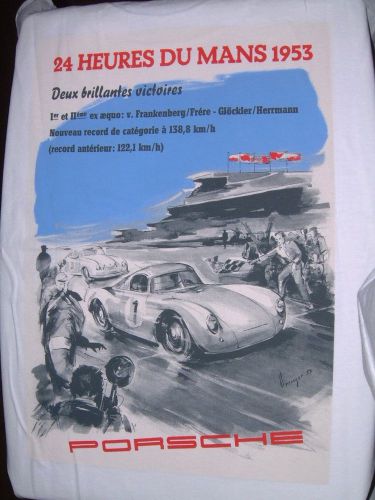 24 HEURES DU MANS 1953
Deux brillantes victoires
Ier et IIème ex æquo: v. Frankenberg/Frére - Glöckler/Herrmann
Nouveau record de catégorie à 138,8 km/h
(record antérieur: 122,1 km/h)
1
PORSCHE